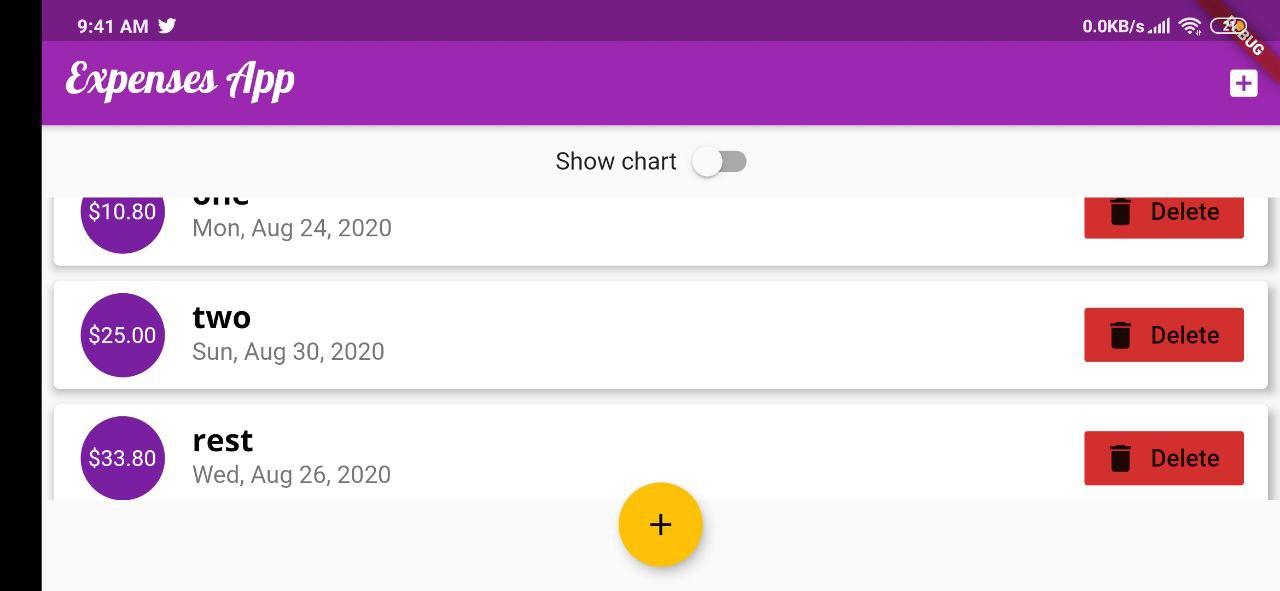 9:41 AM 0.0KB/s
DEBUG
Expenses App
Show chart
$10.80 one Delete
Mon, Aug 24, 2020
two
$25.00 Delete
Sun, Aug 30, 2020
rest
$33.80 Delete
Wed, Aug 26, 2020